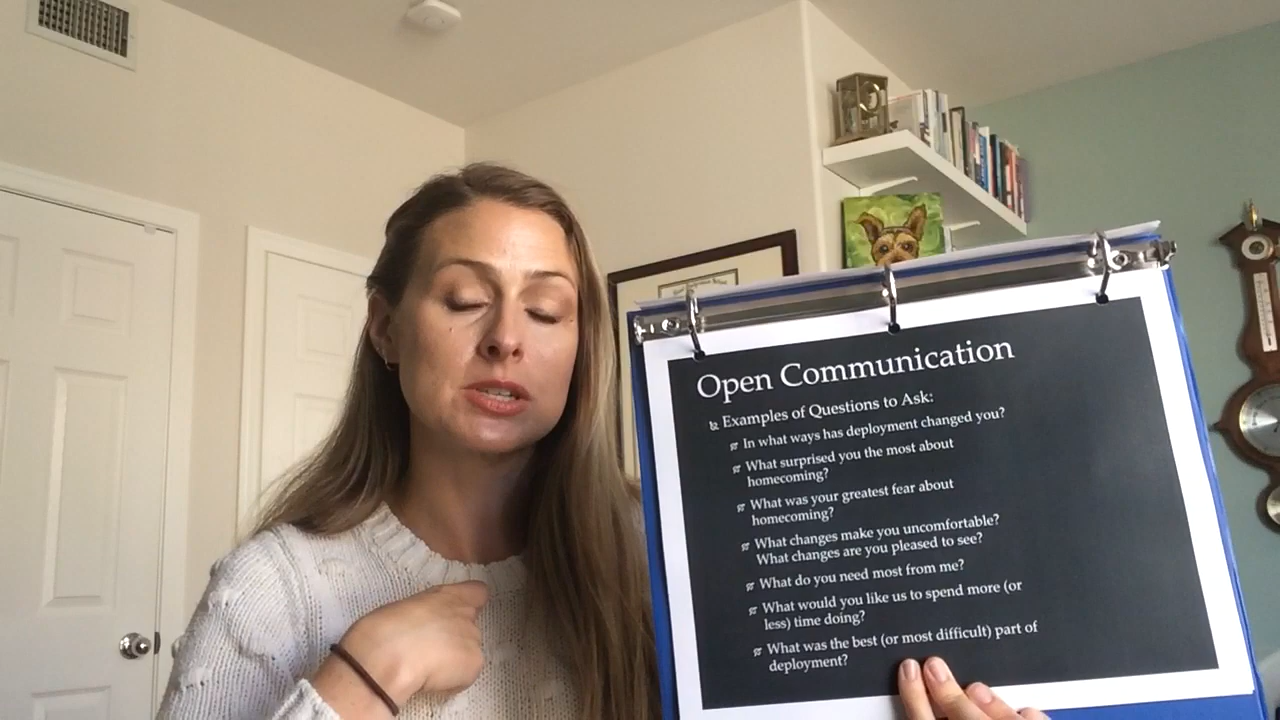 Open Communication
Examples of Questions to Ask:
In what ways has deployment changed you?
What surprised you the most about
homecoming?
What was your greatest fear about
homecoming?
What changes make you uncomfortable?
What changes are you pleased to see?
What do you need most from me?
What would you like us to spend more (or
less) time doing?
What was the best (or most difficult) part of
deployment?